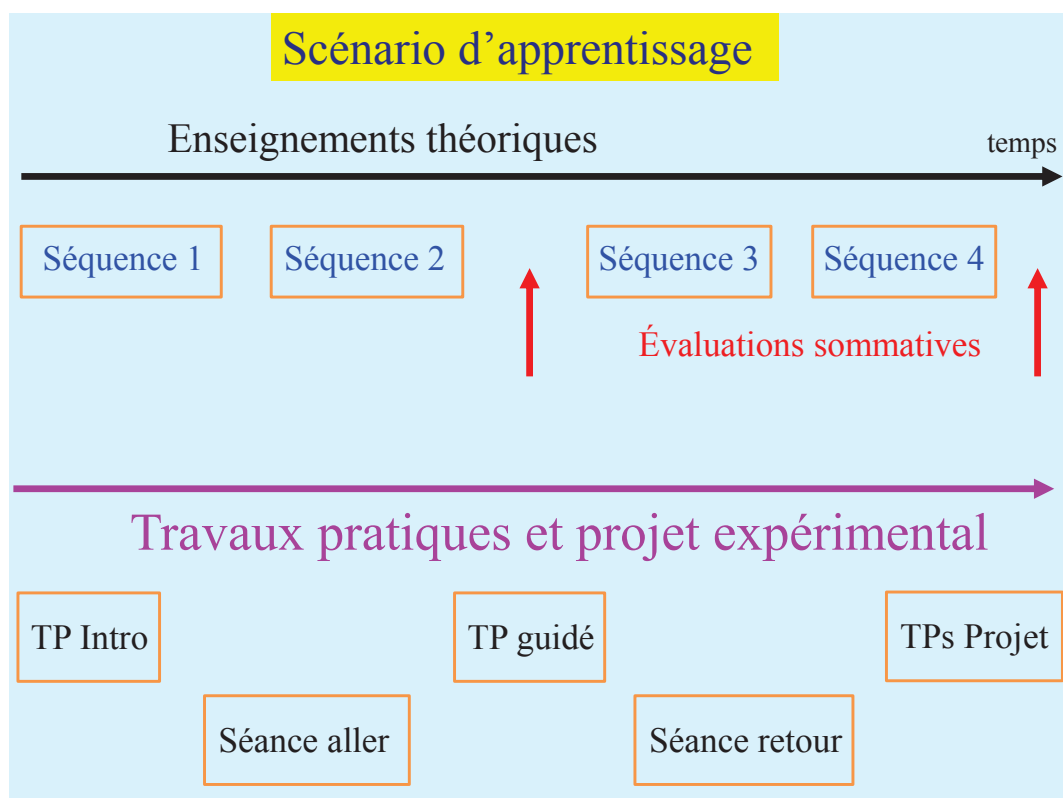 Scénario d’apprentissage
Enseignements théoriques
temps
Séquence 1
Séquence 2
Séquence 3
Séquence 4
Évaluations sommatives
Travaux pratiques et projet expérimental
TP Intro
TP guidé
TPs Projet
Séance aller
Séance retour